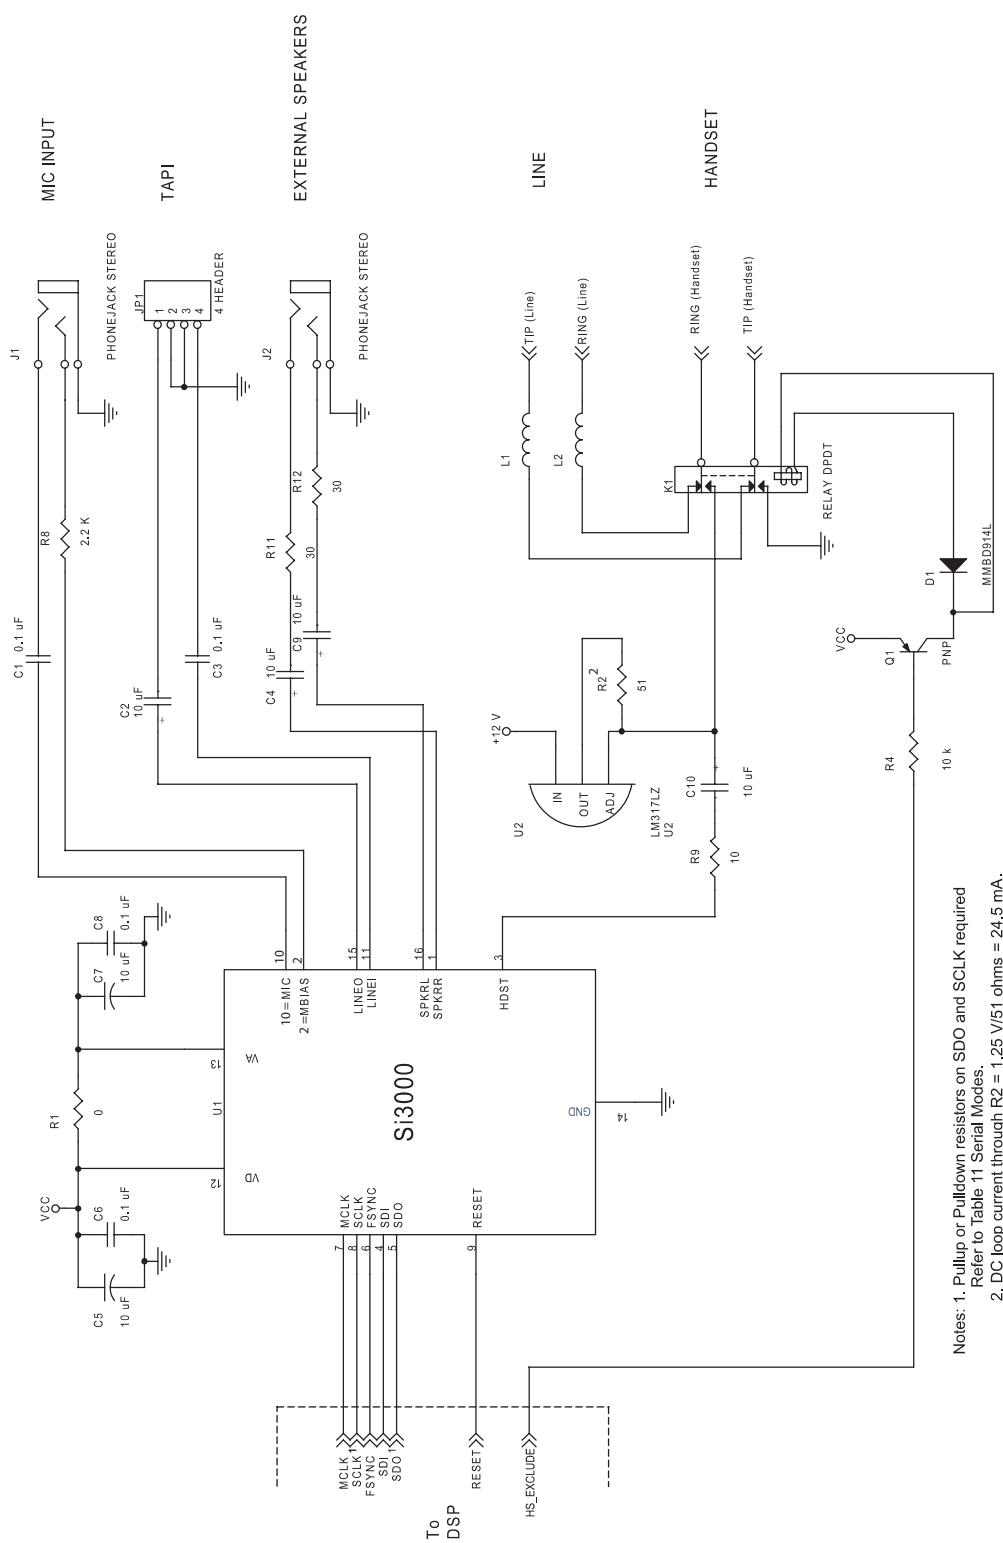 MIC INPUT
TAPI
EXTERNAL SPEAKERS
LINE
HANDSET
J1
PHONEJACK STEREO
JP1
1
2
3
4
4 HEADER
J2
PHONEJACK STEREO
TIP (Line)
RING (Line)
RING (Handset)
TIP (Handset)
R8
2.2 K
R12
30
R11
30
L1
L2
K1
RELAY DPDT
C1 0.1 uF
C2
10 uF
C3 0.1 uF
C4 10 uF
+
C9 10 uF
+
+
D1
MMBD914L
VCC
Q1
PNP
+12 V
R2 2
51
IN
OUT
ADJ
U2
LM317LZ
U2
C10
+
10 uF
R9
10
R4
10 k
C8
0.1 uF
C7
10 uF
R1
0
VCC
C6
0.1 uF
C5
10 uF
13
VA
U1
12
VD
Si3000
10
10=MIC
2
2 =MBIAS
15
LINEO
11
LINEI
16
SPKRL
1
SPKRR
3
HDST
GND
14
MCLK
SCLK
FSYNC
SDI
SDO
RESET
7
8
6
4
5
9
MCLK
SCLK 1
FSYNC
SDI
SDO 1
RESET
HS_EXCLUDE
To
DSP
Notes: 1. Pullup or Pulldown resistors on SDO and SCLK required
Refer to Table 11 Serial Modes.
2. DC loop current through R2 = 1.25 V/51 ohms = 24.5 mA.